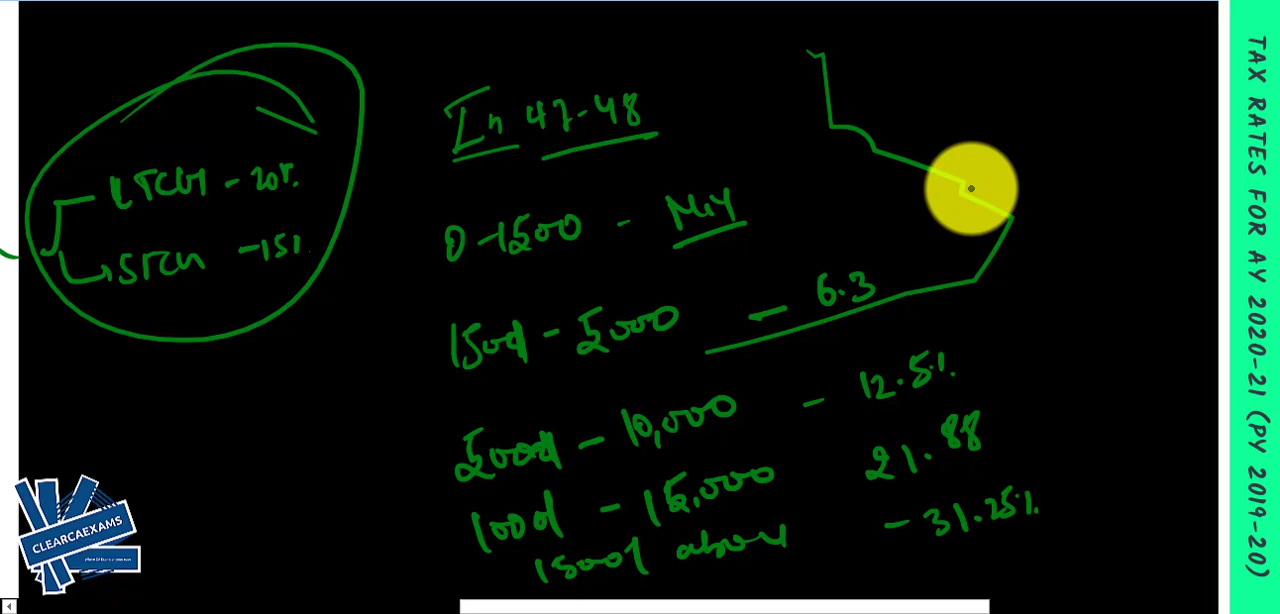 LTCG - 20%
STCG - 15%
In 47-48
0-1500 - Nil
1501 - 5000 - 6.3
5001 - 10,000 - 12.5%
10001 - 15,000 21.88
15001 above - 31.25%
CLEARCAEXAMS
TAX RATES FOR AY 2020-21 (PY 2019-20)